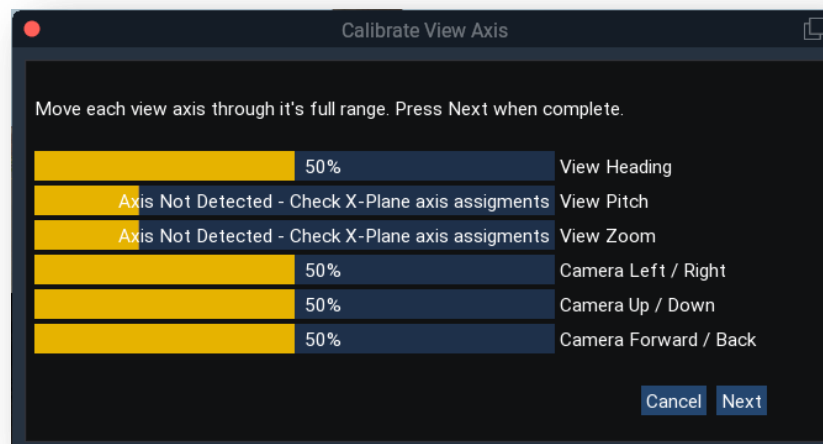 Calibrate View Axis
Move each view axis through it's full range. Press Next when complete.
50% View Heading
Axis Not Detected - Check X-Plane axis assigments View Pitch
Axis Not Detected - Check X-Plane axis assigments View Zoom
50% Camera Left / Right
50% Camera Up / Down
50% Camera Forward / Back
Cancel Next